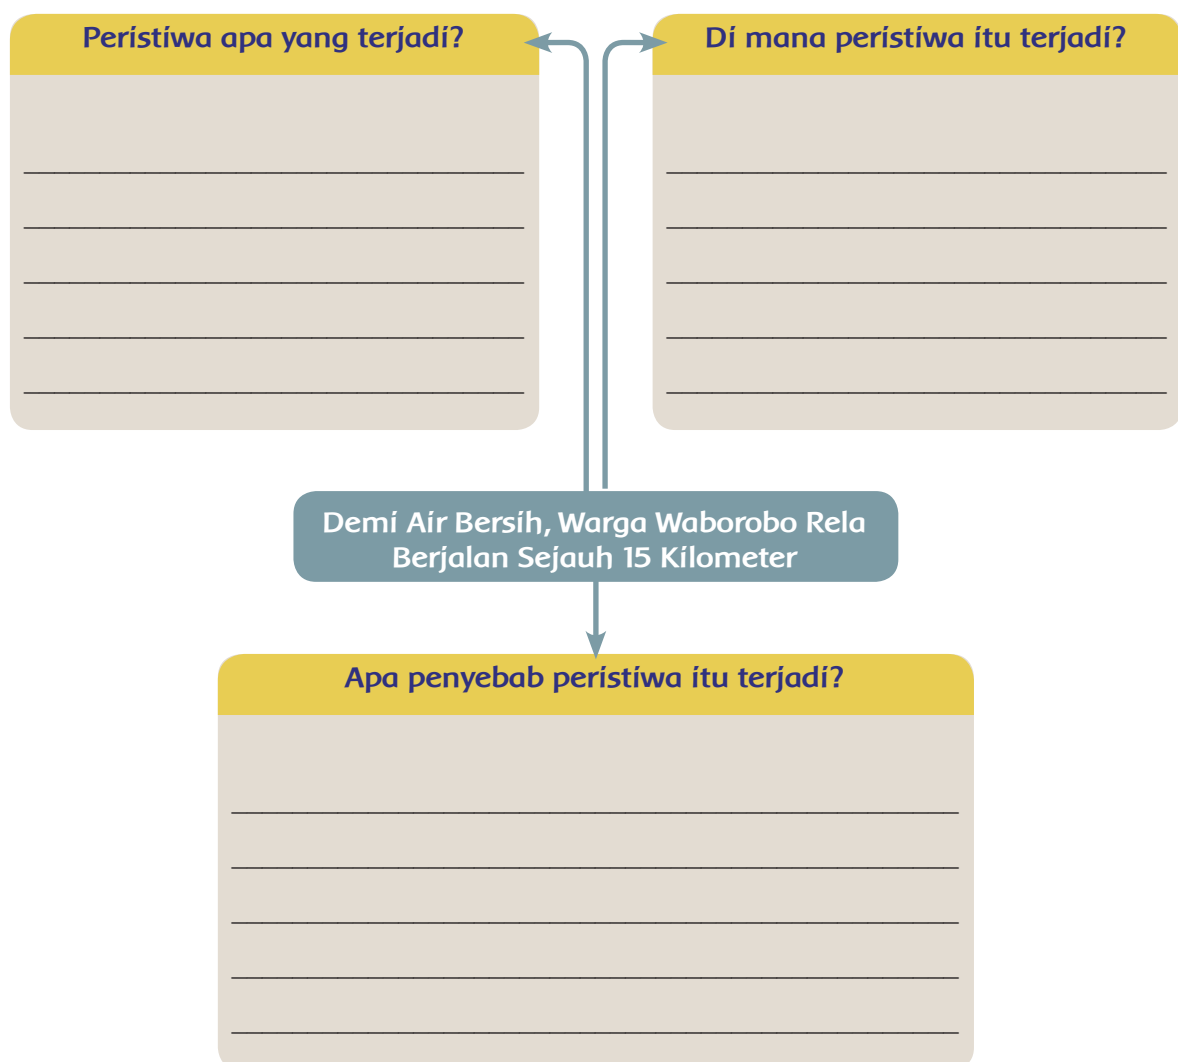 Peristiwa apa yang terjadi?
Di mana peristiwa itu terjadi?
Demi Air Bersih, Warga Waborobo Rela
Berjalan Sejauh 15 Kilometer
Apa penyebab peristiwa itu terjadi?